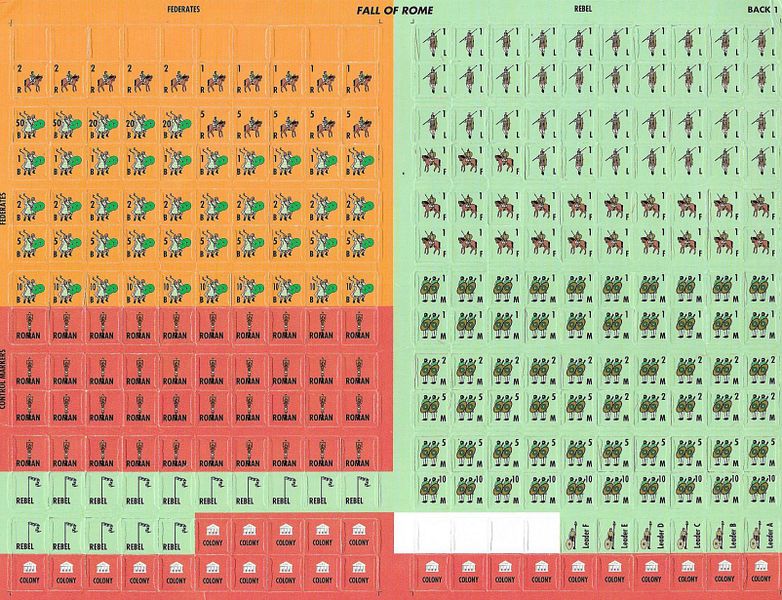 FEDERATES
FALL OF ROME
REBEL
BACK 1
FEDERATES
CONTROL MARKERS
2 2 2 2 2 1 1 1 1 1
R R R R R R R R R R
50 50 20 20 20 5 5 5 5 5
B B B B B R R R R R
1 1 1 1 1 1 1 1 1 1
B B B B B B B B B B
2 2 2 2 2 2 2 2 2 2
B B B B B B B B B B
5 5 5 5 5 5 5 5 5 5
B B B B B B B B B B
10 10 10 10 10 10 10 10 10 10
B B B B B B B B B B
ROMAN ROMAN ROMAN ROMAN ROMAN ROMAN ROMAN ROMAN ROMAN ROMAN
ROMAN ROMAN ROMAN ROMAN ROMAN ROMAN ROMAN ROMAN ROMAN ROMAN
ROMAN ROMAN ROMAN ROMAN ROMAN ROMAN ROMAN ROMAN ROMAN ROMAN
ROMAN ROMAN ROMAN ROMAN ROMAN ROMAN ROMAN ROMAN ROMAN ROMAN
REBEL REBEL REBEL REBEL REBEL REBEL REBEL REBEL REBEL REBEL
REBEL REBEL REBEL REBEL REBEL COLONY COLONY COLONY COLONY COLONY
COLONY COLONY COLONY COLONY COLONY COLONY COLONY COLONY COLONY COLONY
1 1 1 1 1 1 1 1 1 1
L L L L L L L L L L
1 1 1 1 1 1 1 1 1 1
L L L L L L L L L L
1 1 1 1 1 1 1 1 1 1
L L L L L L L L L L
1 1 1 1 1 1 1 1 1 1
F F L L L L L L L L
1 1 1 1 1 1 1 1 1 1
F F F F F F F F F F
1 1 1 1 1 1 1 1 1 1
F F F F F F F F F F
1 1 1 1 1 1 1 1 1 1
M M M M M M M M M M
1 1 1 1 1 1 1 1 1 1
M M M M M M M M M M
2 2 2 2 2 2 2 2 2 2
M M M M M M M M M M
5 5 5 5 5 5 5 5 5 5
M M M M M M M M M M
5 5 5 5 5 5 5 5 5 5
M M M M M M M M M M
10 10 10 10 10 10 10 10 10 10
M M M M M M M M M M
Leader F Leader E Leader D Leader C Leader B Leader A
COLONY COLONY COLONY COLONY COLONY COLONY COLONY COLONY COLONY COLONY